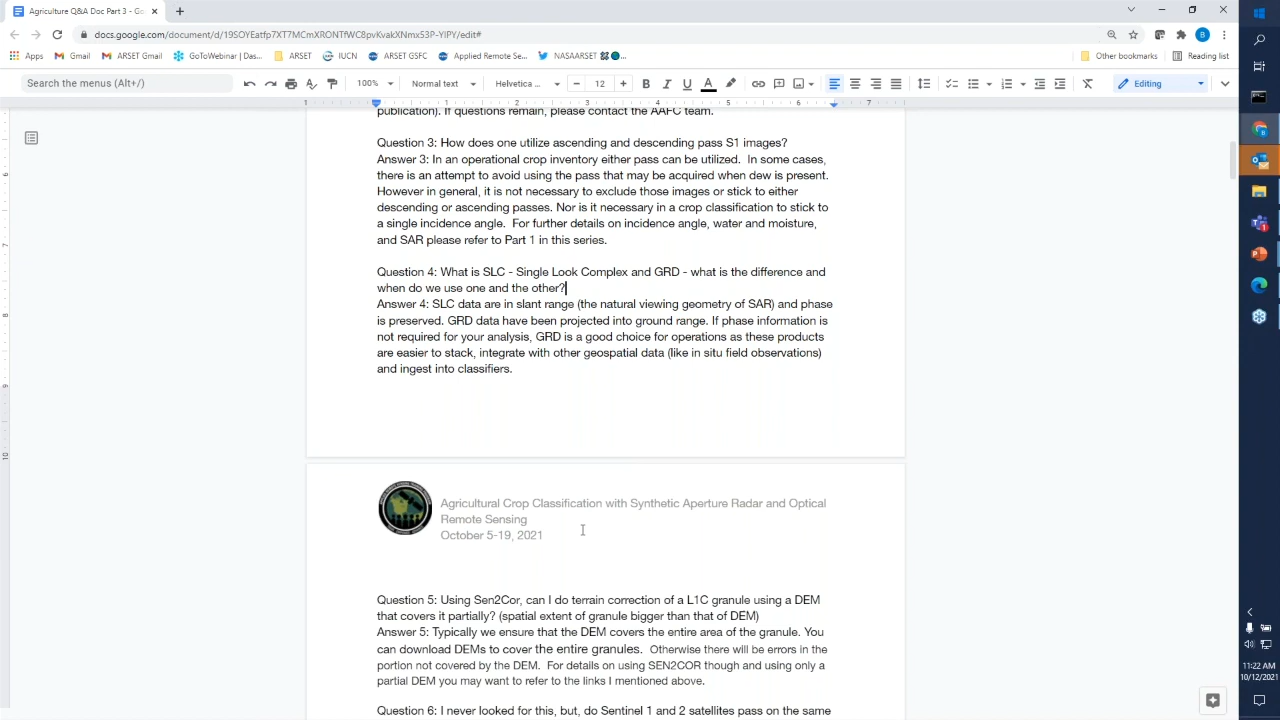 Agriculture Q&A Doc Part 3 - Go
docs.google.com/document/d/19SOYEatfp7XT7MCmXRONTfWC8pvKvakXNmx53P-YIPY/edit#
Apps
Gmail
ARSET Gmail
GoToWebinar | Das...
ARSET
IUCN
ARSET GSFC
Applied Remote Se...
NASAARSET
Other bookmarks
Reading list
Search the menus (Alt+/)
100%
Normal text
Helvetica ...
12
Editing
1 1 2 3 4 5 6 7
publication). If questions remain, please contact the AAFC team.
Question 3: How does one utilize ascending and descending pass S1 images?
Answer 3: In an operational crop inventory either pass can be utilized. In some cases,
there is an attempt to avoid using the pass that may be acquired when dew is present.
However in general, it is not necessary to exclude those images or stick to either
descending or ascending passes. Nor is it necessary in a crop classification to stick to
a single incidence angle. For further details on incidence angle, water and moisture,
and SAR please refer to Part 1 in this series.
Question 4: What is SLC - Single Look Complex and GRD - what is the difference and
when do we use one and the other?
Answer 4: SLC data are in slant range (the natural viewing geometry of SAR) and phase
is preserved. GRD data have been projected into ground range. If phase information is
not required for your analysis, GRD is a good choice for operations as these products
are easier to stack, integrate with other geospatial data (like in situ field observations)
and ingest into classifiers.
Agricultural Crop Classification with Synthetic Aperture Radar and Optical
Remote Sensing
October 5-19, 2021
Question 5: Using Sen2Cor, can I do terrain correction of a L1C granule using a DEM
that covers it partially? (spatial extent of granule bigger than that of DEM)
Answer 5: Typically we ensure that the DEM covers the entire area of the granule. You
can download DEMs to cover the entire granules. Otherwise there will be errors in the
portion not covered by the DEM. For details on using SEN2COR though and using only a
partial DEM you may want to refer to the links I mentioned above.
Question 6: I never looked for this, but, do Sentinel 1 and 2 satellites pass on the same
11:22 AM
10/12/2021